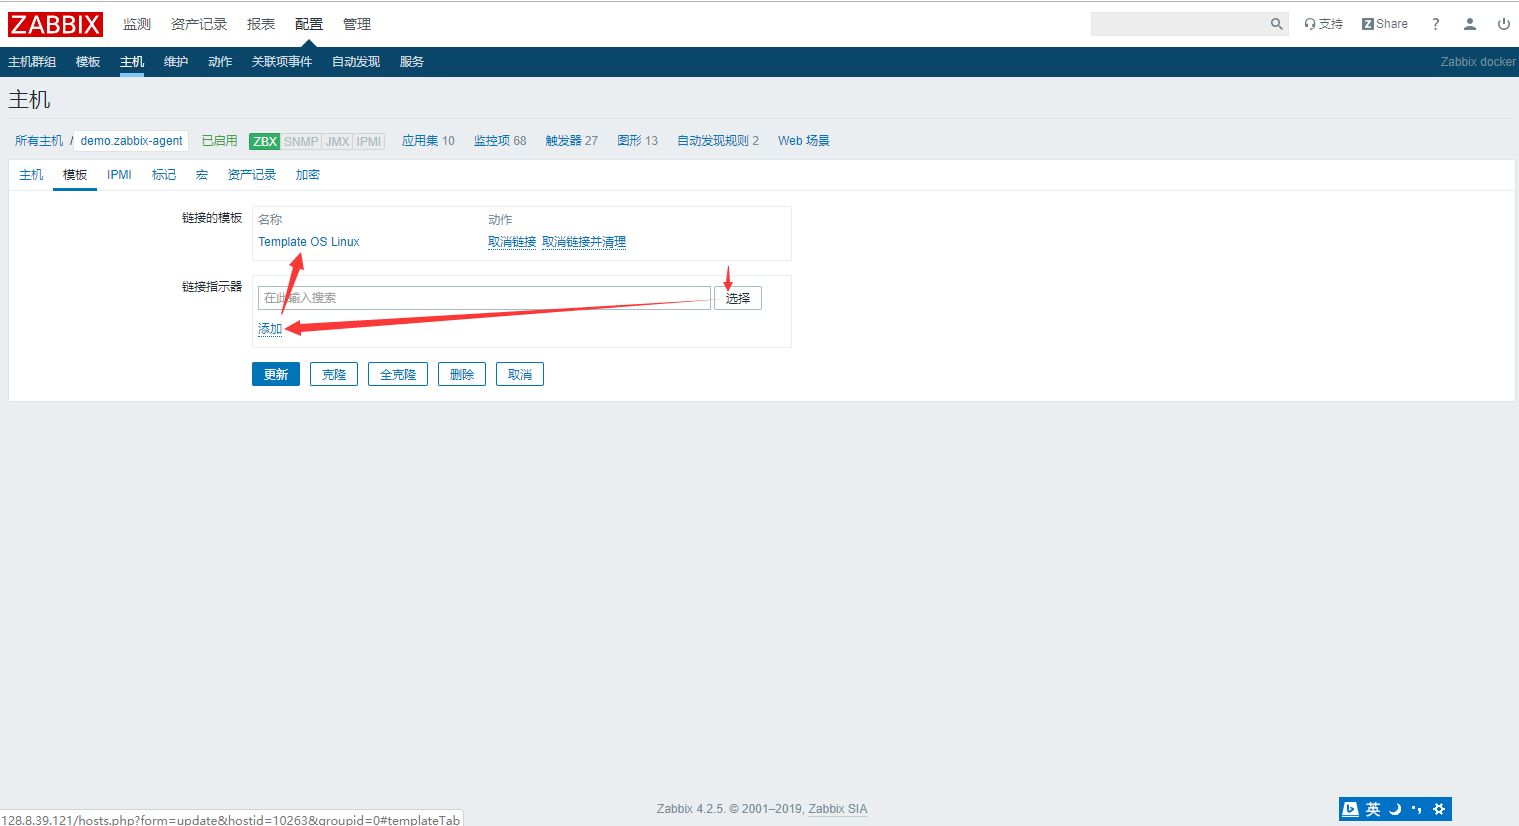 ZABBIX 监测 资产记录 报表 配置 管理 支持 Z Share ?
主机群组 模板 主机 维护 动作 关联项事件 自动发现 服务 Zabbix docker
主机
所有主机 / demo.zabbix-agent 已启用 ZBX SNMP JMX IPMI 应用集 10 监控项 68 触发器 27 图形 13 自动发现规则 2 Web 场景
主机 模板 IPMI 标记 宏 资产记录 加密
链接的模板 名称 动作
Template OS Linux 取消链接 取消链接并清理
链接指示器
在此输入搜索 选择
添加
更新 克隆 全克隆 删除 取消
Zabbix 4.2.5. © 2001–2019, Zabbix SIA
英
128.8.39.121/hosts.php?form=update&hostid=10263&groupid=0#templateTab